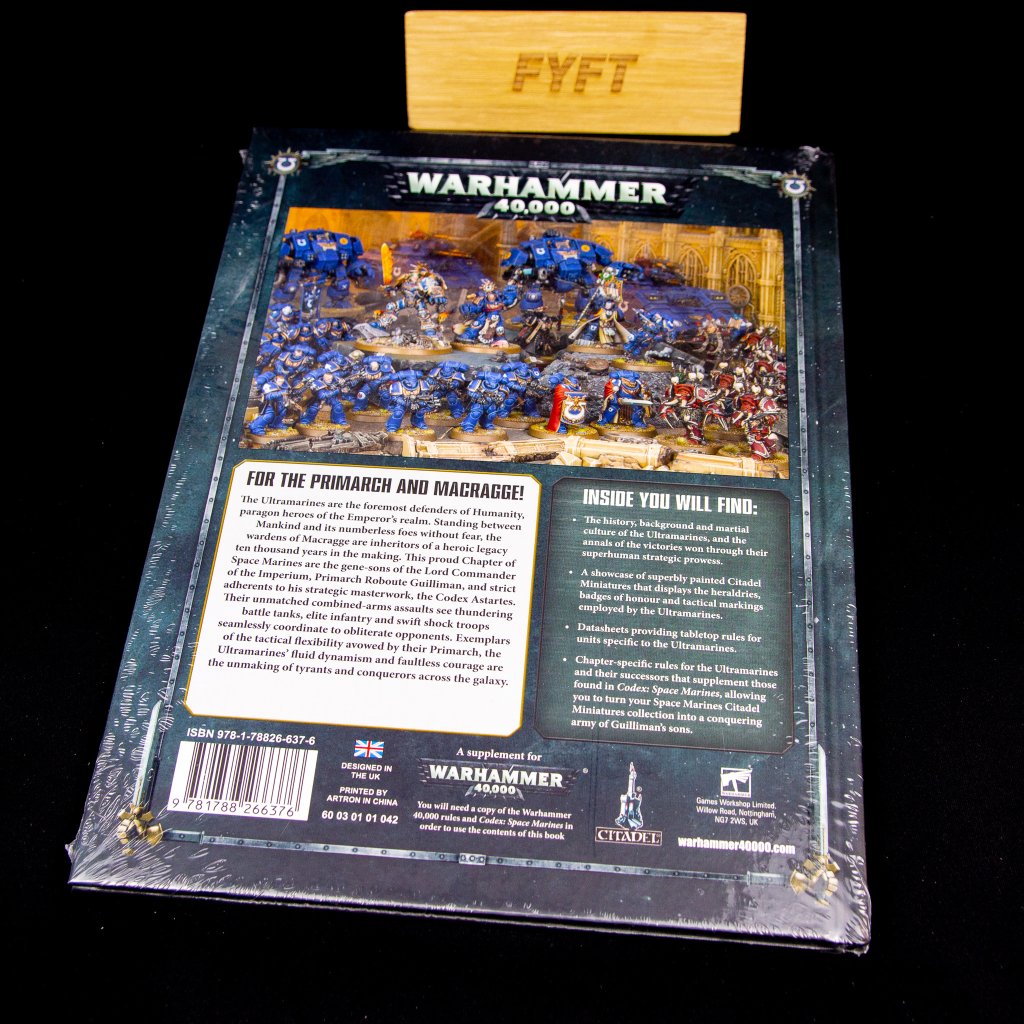 FYFT
WARHAMMER
40,000
FOR THE PRIMARCH AND MACRAGGE!
The Ultramarines are the foremost defenders of Humanity,
paragon heroes of the Emperor's realm. Standing between
Mankind and its numberless foes without fear, the
wardens of Macragge are inheritors of a heroic legacy
ten thousand years in the making. This proud Chapter of
Space Marines are the gene-sons of the Lord Commander
of the Imperium, Primarch Roboute Guilliman, and strict
adherents to his strategic masterwork, the Codex Astartes.
Their unmatched combined-arms assaults see thundering
battle tanks, elite infantry and swift shock troops
seamlessly coordinate to obliterate opponents. Exemplars
of the tactical flexibility avowed by their Primarch, the
Ultramarines' fluid dynamism and faultless courage are
the unmaking of tyrants and conquerors across the galaxy.
INSIDE YOU WILL FIND:
• The history, background and martial
culture of the Ultramarines, and the
annals of the victories won through their
superhuman strategic prowess.
• A showcase of superbly painted Citadel
Miniatures that displays the heraldries,
badges of honour and tactical markings
employed by the Ultramarines.
• Datasheets providing tabletop rules for
units specific to the Ultramarines.
• Chapter-specific rules for the Ultramarines
and their successors that supplement those
found in Codex: Space Marines, allowing
you to turn your Space Marines Citadel
Miniatures collection into a conquering
army of Guilliman's sons.
ISBN 978-1-78826-637-6
9 781788 266376
DESIGNED IN
THE UK
PRINTED BY
ARTRON IN CHINA
60 03 01 01 042
A supplement for
WARHAMMER®
40,000
You will need a copy of the Warhammer
40,000 rules and Codex: Space Marines in
order to use the contents of this book
CITADEL
WARHAMMER
Games Workshop Limited.
Willow Road, Nottingham,
NG7 2WS, UK
warhammer40000.com